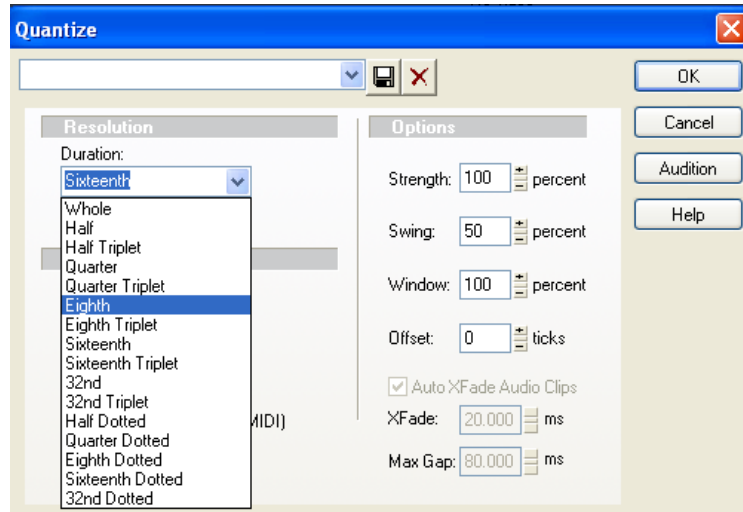 Quantize
OK
Resolution
Options
Cancel
Duration:
Sixteenth
Strength: 100 percent
Audition
Whole
Half
Half Triplet
Quarter
Quarter Triplet
Eighth
Eighth Triplet
Sixteenth
Sixteenth Triplet
32nd
32nd Triplet
Half Dotted
Quarter Dotted
Eighth Dotted
Sixteenth Dotted
32nd Dotted
MIDI)
Swing: 50 percent
Help
Window: 100 percent
Offset: 0 ticks
Auto XFade Audio Clips
XFade: 20.000 ms
Max Gap: 80.000 ms